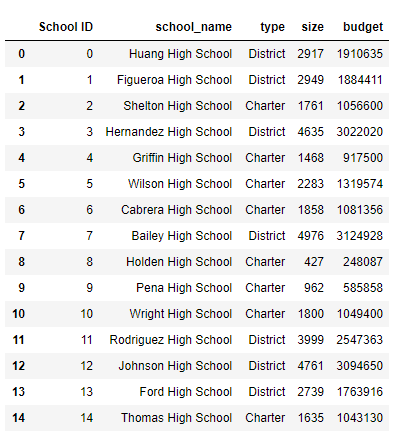 School ID school_name type size budget
0 0 Huang High School District 2917 1910635
1 1 Figueroa High School District 2949 1884411
2 2 Shelton High School Charter 1761 1056600
3 3 Hernandez High School District 4635 3022020
4 4 Griffin High School Charter 1468 917500
5 5 Wilson High School Charter 2283 1319574
6 6 Cabrera High School Charter 1858 1081356
7 7 Bailey High School District 4976 3124928
8 8 Holden High School Charter 427 248087
9 9 Pena High School Charter 962 585858
10 10 Wright High School Charter 1800 1049400
11 11 Rodriguez High School District 3999 2547363
12 12 Johnson High School District 4761 3094650
13 13 Ford High School District 2739 1763916
14 14 Thomas High School Charter 1635 1043130